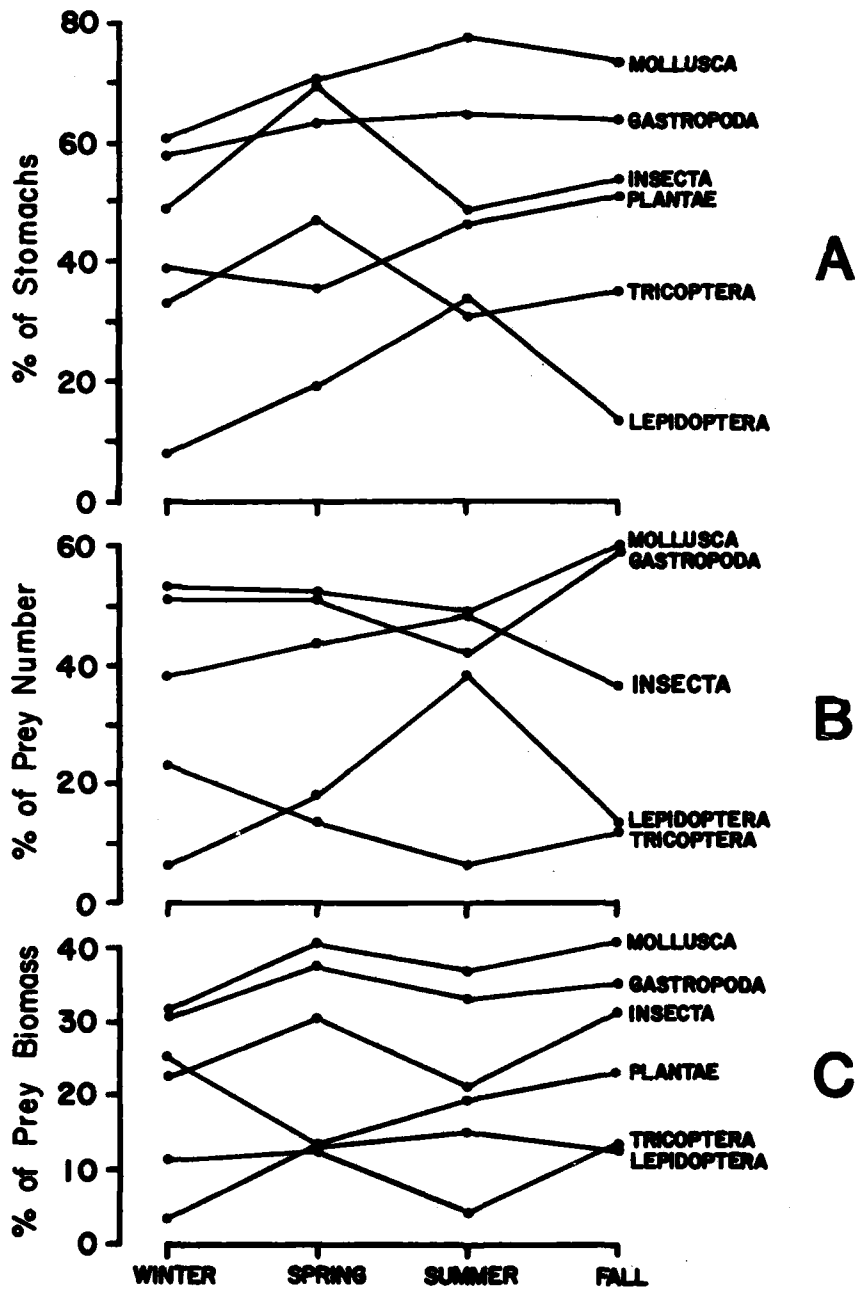 % of Stomachs
80
60
40
20
0
MOLLUSCA
GASTROPODA
INSECTA
PLANTAE
TRICOPTERA
LEPIDOPTERA
A
% of Prey Number
60
40
20
0
MOLLUSCA
GASTROPODA
INSECTA
LEPIDOPTERA
TRICOPTERA
B
% of Prey Biomass
40
30
20
10
0
MOLLUSCA
GASTROPODA
INSECTA
PLANTAE
TRICOPTERA
LEPIDOPTERA
C
WINTER SPRING SUMMER FALL